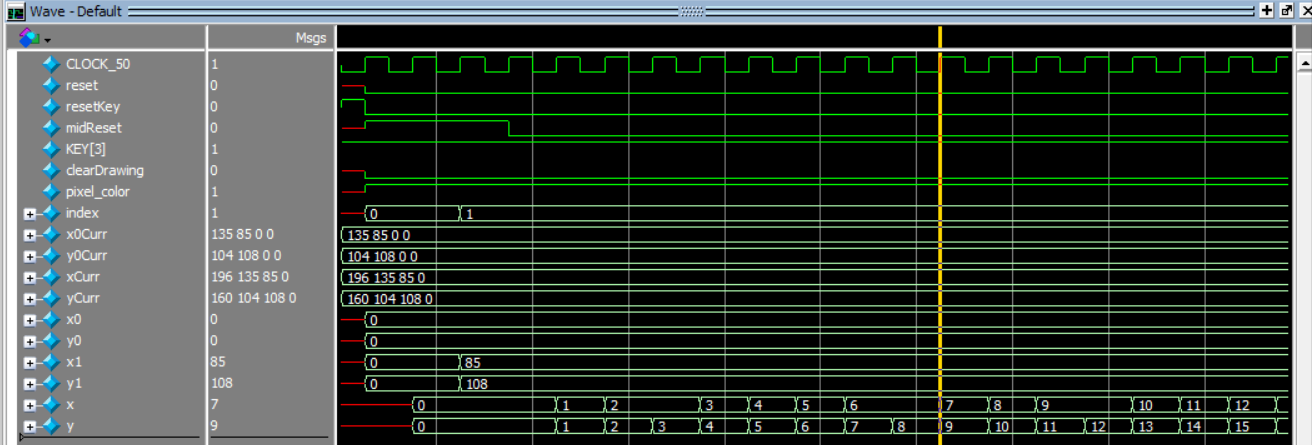 Wave - Default
Msgs
CLOCK_50 1
reset 0
resetKey 0
midReset 0
KEY[3] 1
clearDrawing 0
pixel_color 1
index 1 0 1
x0Curr 135 85 0 0 135 85 0 0
y0Curr 104 108 0 0 104 108 0 0
xCurr 196 135 85 0 196 135 85 0
yCurr 160 104 108 0 160 104 108 0
x0 0 0
y0 0 0
x1 85 0 85
y1 108 0 108
x 7 0 1 2 3 4 5 6 7 8 9 10 11 12
y 9 0 1 2 3 4 5 6 7 8 9 10 11 12 13 14 15